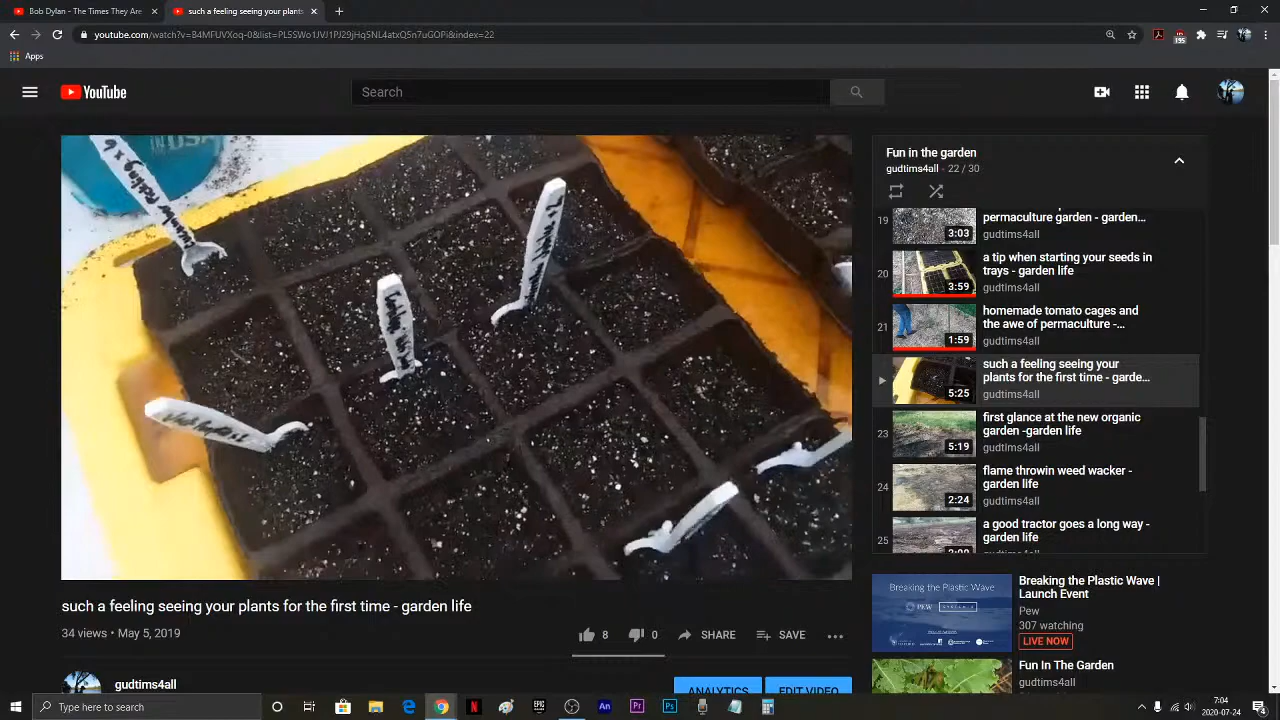 Bob Dylan - The Times They Are
such a feeling seeing your plants
youtube.com/watch?v=B4MFUVXoq-0&list=PL5SWo1JVJ1PJ29jHqSNL4atxQ5n7uGOPi&index=22
195
Apps
YouTube
Search
Fun in the garden
gudtims4all - 22 / 30
19
permaculture garden - garden...
gudtims4all
3:03
20
a tip when starting your seeds in
trays - garden life
gudtims4all
3:59
21
homemade tomato cages and
the awe of permaculture -...
gudtims4all
1:59
such a feeling seeing your
plants for the first time - garde...
gudtims4all
5:25
23
first glance at the new organic
garden -garden life
gudtims4all
5:19
24
flame throwin weed wacker -
garden life
gudtims4all
2:24
25
a good tractor goes a long way -
garden life
such a feeling seeing your plants for the first time - garden life
34 views • May 5, 2019
3
0
SHARE
SAVE
gudtims4all
ANALYTICS
EDIT VIDEO
Breaking the Plastic Wave
PEW
Breaking the Plastic Wave |
Launch Event
Pew
307 watching
LIVE NOW
Fun In The Garden
gudtims4all
Type here to search
7:04
2020-07-24